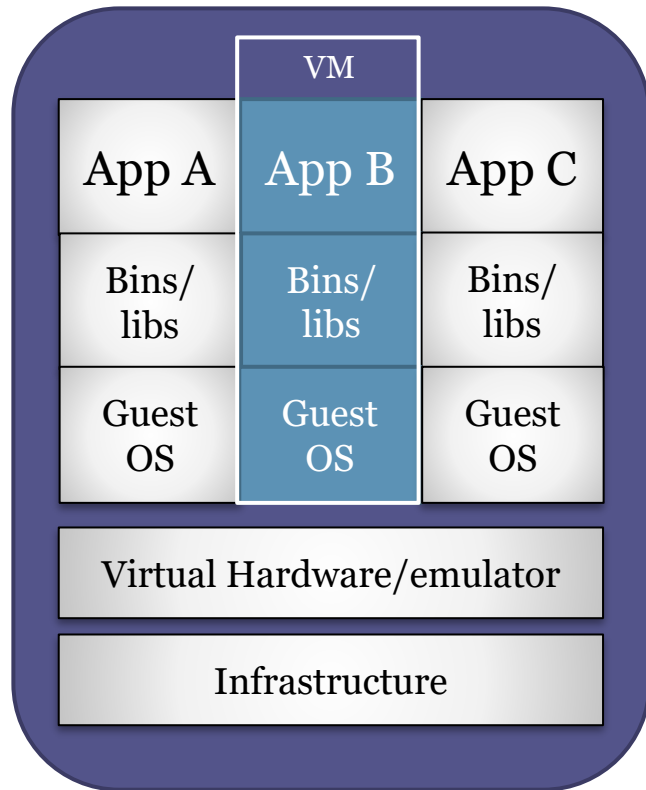 VM
App A
App B
App C
Bins/
libs
Bins/
libs
Bins/
libs
Guest
OS
Guest
OS
Guest
OS
Virtual Hardware/emulator
Infrastructure